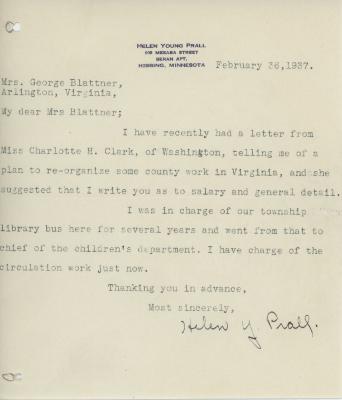 HELEN YOUNG PRALL
MESABA STREET
BERAN APT.
HIBBING, MINNESOTA
February 26,1937.
Mrs. George Blattner,
Arlington, Virginia,
My dear Mrs Blattner;
I have recently had a letter from
Miss Charlotte H. Clark, of Washington, telling me of a
plan to re-organize some county work in Virginia, and she
suggested that I write you as to salary and general detail.
I was in charge of our township
library bus here for several years and went from that to
chief of the children's department. I have charge of the
circulation work just now.
Thanking you in advance,
Most sincerely,
Helen Y. Prall.